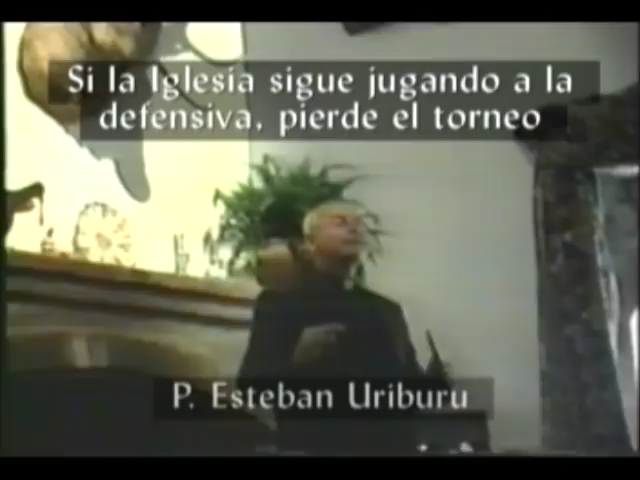 Si la Iglesia sigue jugando a la
defensiva, pierde el torneo
P. Esteban Uriburu